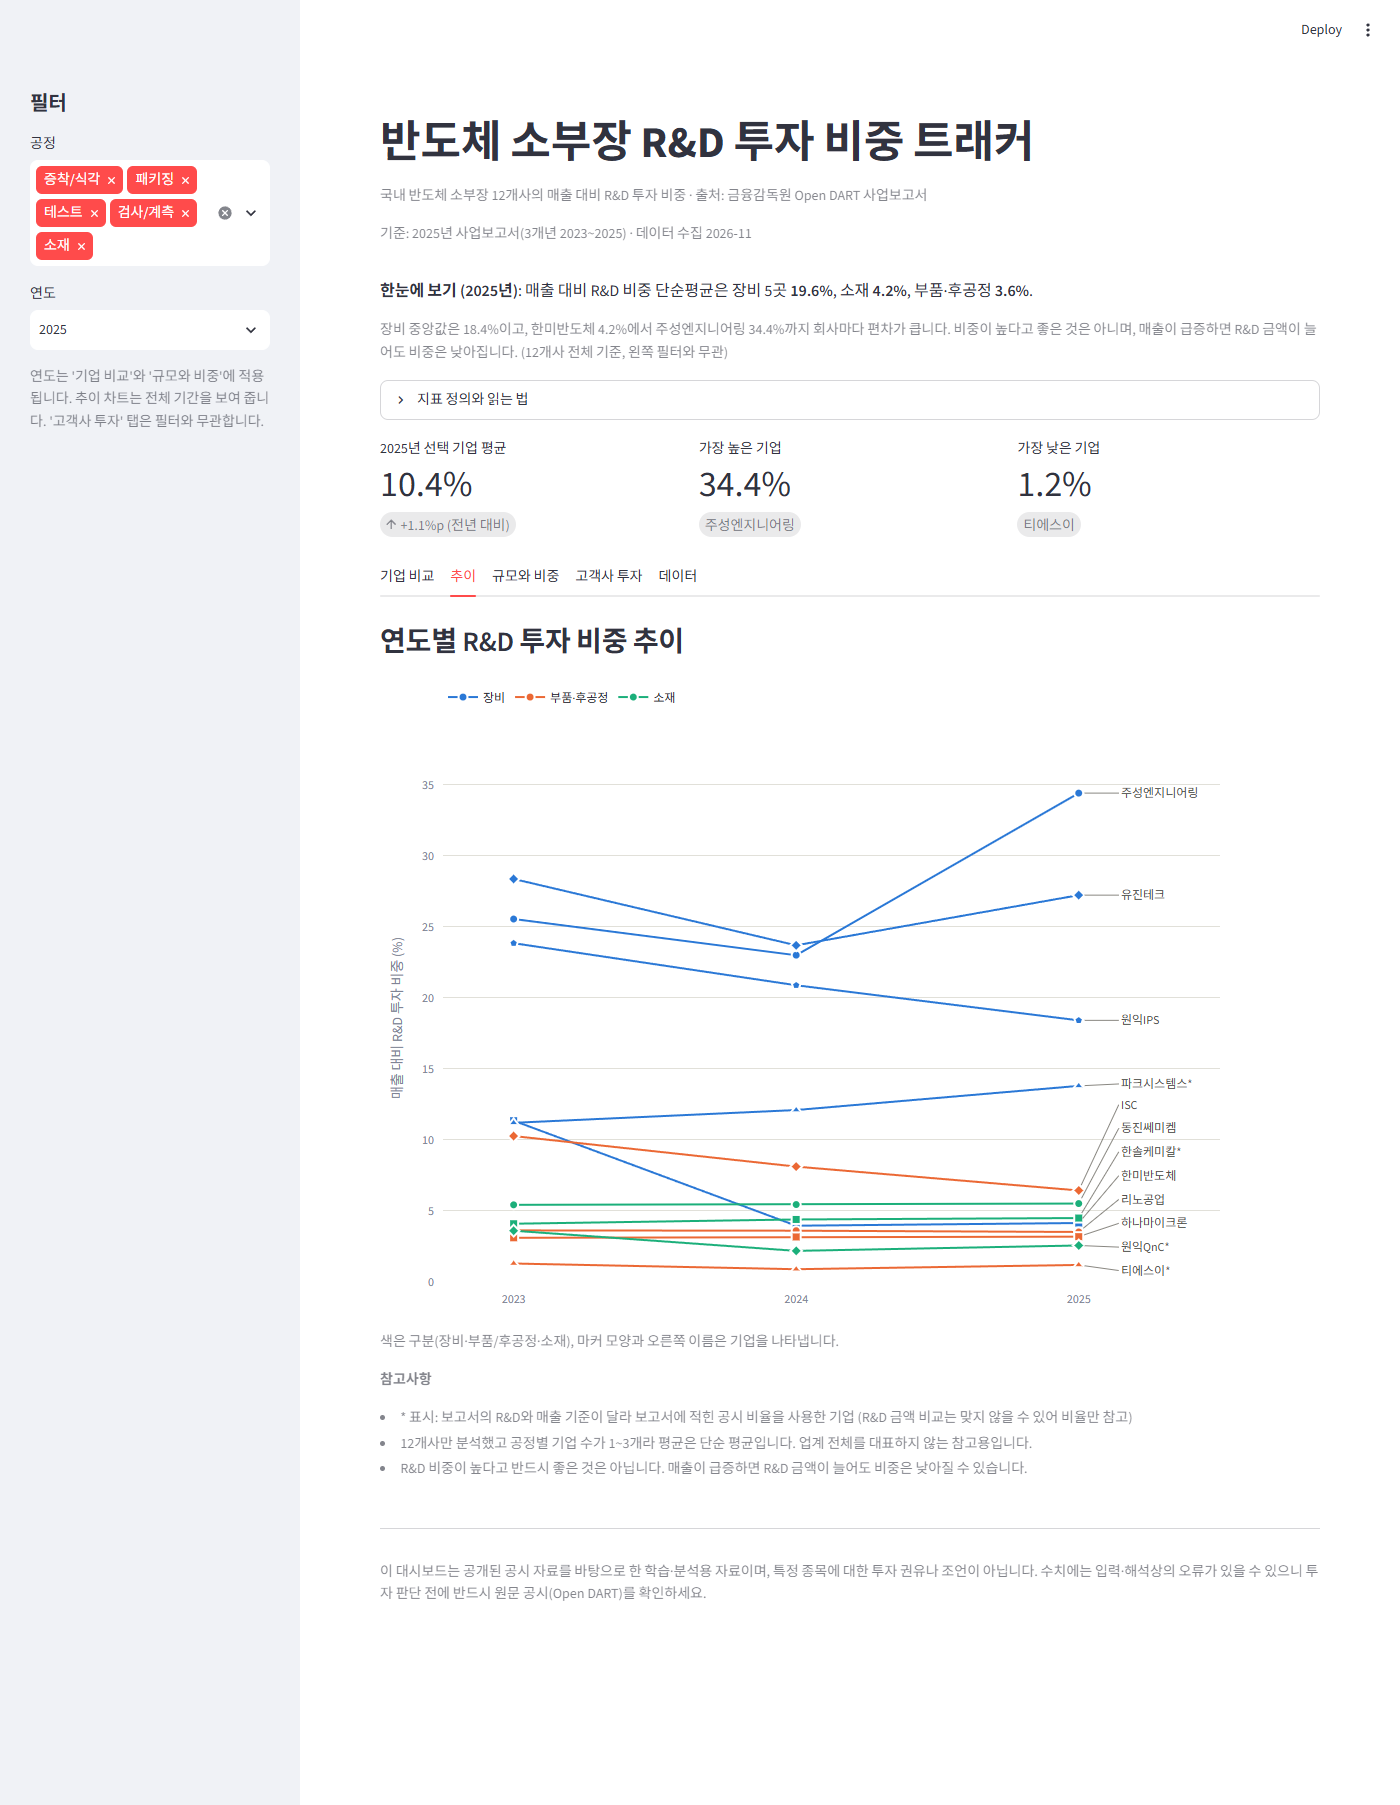 Deploy
필터
공정
증착/식각 ×
패키징 ×
테스트 ×
검사/계측 ×
소재 ×
연도
2025
연도는 '기업 비교'와 '규모와 비중'에 적용
됩니다. 추이 차트는 전체 기간을 보여 줍니
다. '고객사 투자' 탭은 필터와 무관합니다.
반도체 소부장 R&D 투자 비중 트래커
국내 반도체 소부장 12개사의 매출 대비 R&D 투자 비중 · 출처: 금융감독원 Open DART 사업보고서
기준: 2025년 사업보고서(3개년 2023~2025) · 데이터 수집 2026-11
한눈에 보기 (2025년): 매출 대비 R&D 비중 단순평균은 장비 5곳 19.6%, 소재 4.2%, 부품·후공정 3.6%.
장비 중앙값은 18.4%이고, 한미반도체 4.2%에서 주성엔지니어링 34.4%까지 회사마다 편차가 큽니다. 비중이 높다고 좋은 것은 아니며, 매출이 급증하면 R&D 금액이 늘
어도 비중은 낮아집니다. (12개사 전체 기준, 왼쪽 필터와 무관)
지표 정의와 읽는 법
2025년 선택 기업 평균
10.4%
↑ +1.1%p (전년 대비)
가장 높은 기업
34.4%
주성엔지니어링
가장 낮은 기업
1.2%
티에스이
기업 비교 추이 규모와 비중 고객사 투자 데이터
연도별 R&D 투자 비중 추이
장비 부품·후공정 소재
매출 대비 R&D 투자 비중 (%)
35
30
25
20
15
10
5
0
2023 2024 2025
주성엔지니어링
유진테크
원익IPS
파크시스템스*
ISC
동진쎄미켐
한솔케미칼*
한미반도체
리노공업
하나마이크론
원익QnC*
티에스이*
색은 구분(장비·부품/후공정·소재), 마커 모양과 오른쪽 이름은 기업을 나타냅니다.
참고사항
* 표시: 보고서의 R&D와 매출 기준이 달라 보고서에 적힌 공시 비율을 사용한 기업 (R&D 금액 비교는 맞지 않을 수 있어 비율만 참고)
12개사만 분석했고 공정별 기업 수가 1~3개라 평균은 단순 평균입니다. 업계 전체를 대표하지 않는 참고용입니다.
R&D 비중이 높다고 반드시 좋은 것은 아닙니다. 매출이 급증하면 R&D 금액이 늘어도 비중은 낮아질 수 있습니다.
이 대시보드는 공개된 공시 자료를 바탕으로 한 학습·분석용 자료이며, 특정 종목에 대한 투자 권유나 조언이 아닙니다. 수치에는 입력·해석상의 오류가 있을 수 있으니 투
자 판단 전에 반드시 원문 공시(Open DART)를 확인하세요.